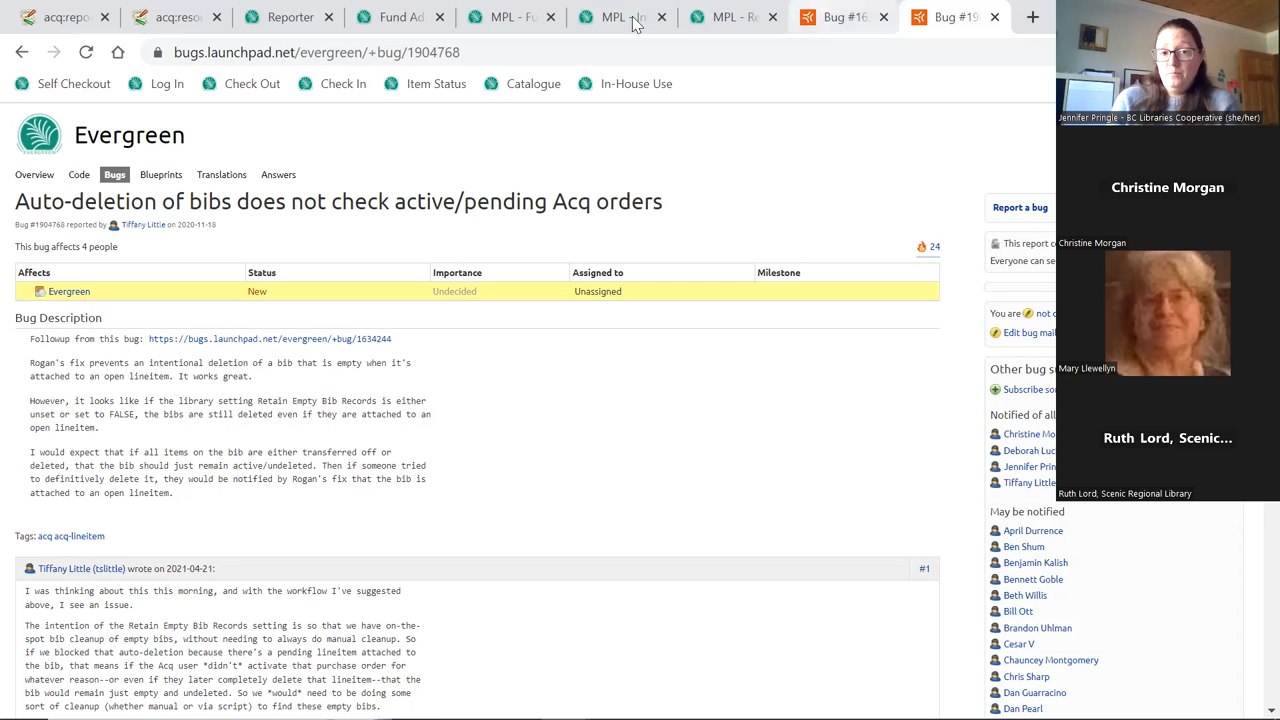 acq:repo
acq:reso
Reporter
Fund Ad
MPL - Fu
MPL
MPL - Re
Bug #16
Bug #19
bugs.launchpad.net/evergreen/+bug/1904768
Self Checkout
Log In
Check Out
Check
em Status
Catalogue
In-House Use
Evergreen
Overview Code Bugs Blueprints Translations Answers
Auto-deletion of bibs does not check active/pending Acq orders
Bug #1904768 reported by Tiffany Little on 2020-11-18
This bug affects 4 people
24
Affects Status Importance Assigned to Milestone
Evergreen New Undecided Unassigned
Bug Description
Followup from this bug: https://bugs.launchpad.net/evergreen/+bug/1634244
Rogan's fix prevents an intentional deletion of a bib that is empty when it's
attached to an open lineitem. It works great.
However, it looks like if the library setting Retain Empty Bib Records is either
unset or set to FALSE, the bibs are still deleted even if they are attached to an
open lineitem.
I would expect that if all items on the bib are either transferred off or
deleted, that the bib should just remain active/undeleted. Then if someone tried
to definitively delete it, they would be notified by Rogan's fix that the bib is
attached to an open lineitem.
Tags: acq acq-lineitem
Tiffany Little (tslittle) wrote on 2021-04-21: #1
I was thinking about this this morning, and with the workflow I've suggested
above, I see an issue.
The intention of the Retain Empty Bib Records setting is so that we have on-the-
spot bib cleanup of empty bibs, without needing to always do manual cleanup. So
if we blocked that auto-deletion because there's a pending lineitem attached to
the bib, that means if the Acq user *didn't* activate the purchase order for
whatever reason--or even if they later completely delete that lineitem--that the
bib would remain just empty and undeleted. So we *would* need to be doing some
sort of cleanup (whether manual or via script) to find these empty bibs.
Report a bug
This report c
Everyone can se
You are not c
Edit bug mail
Other bug su
Subscribe so
Notified of all
Christine Mo
Deborah Luc
Jennifer Prin
Tiffany Little
May be notified
April Durrence
Ben Shum
Benjamin Kalish
Bennett Goble
Beth Willis
Bill Ott
Brandon Uhlman
Cesar V
Chauncey Montgomery
Chris Sharp
Dan Guarracino
Dan Pearl
Jennifer Pringle - BC Libraries Cooperative (she/her)
Christine Morgan
Christine Morgan
Mary Llewellyn
Ruth Lord, Scenic...
Ruth Lord, Scenic Regional Library